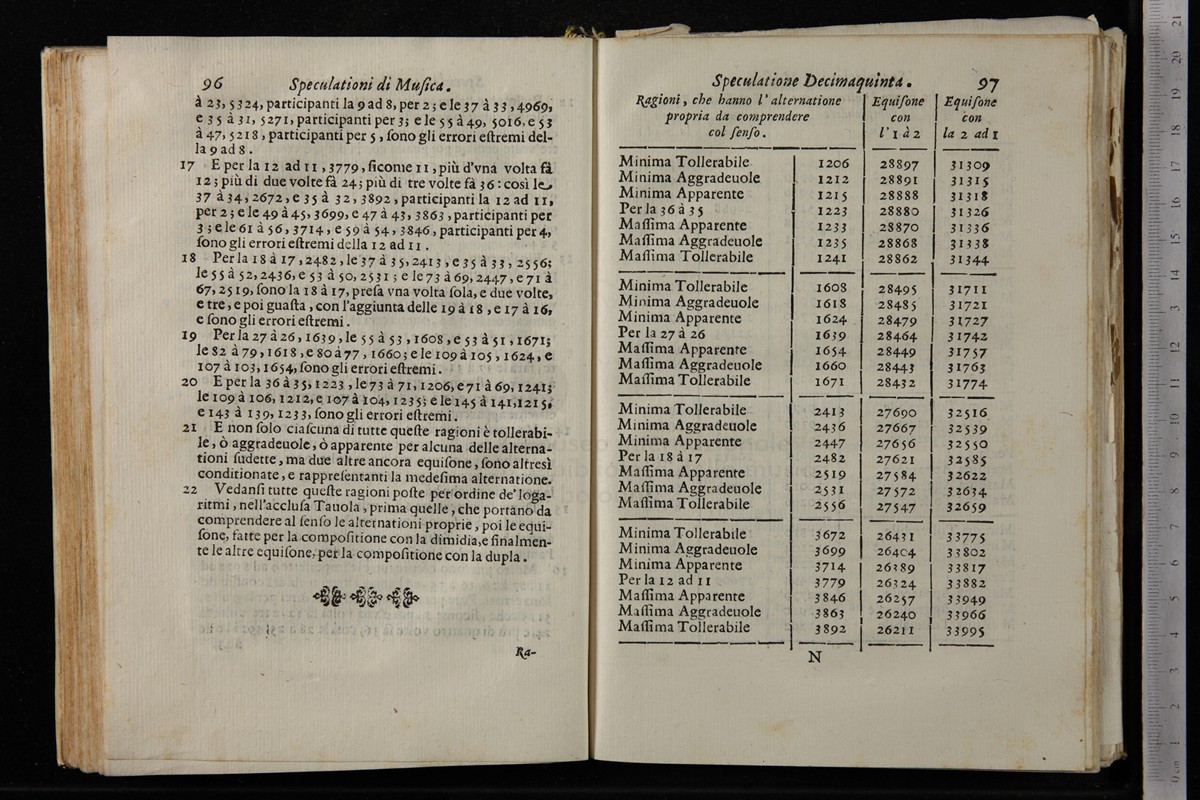 96 Speculationi di Muſica.
à 23, 5324, participanti la 9 ad 8, per 2; e le 37 à 33, 4969,
e 35 à 31, 5271, participanti per 3; e le 55 à 49, 5016, e 53
à 47, 5218, participanti per 5, ſono gli errori eſtremi del-
la 9 ad 8.
17 E per la 12 ad 11, 3779, ſicome 11, più d'vna volta fà
12; più di due volte fà 24; più di tre volte fà 36: così le
37 à 34, 2672, e 35 à 32, 3892, participanti la 12 ad 11,
per 2; e le 49 à 45, 3699, e 47 à 43, 3863, participanti per
3; e le 61 à 56, 3714, e 59 à 54, 3846, participanti per 4,
ſono gli errori eſtremi della 12 ad 11.
18 Per la 18 à 17, 2482, le 37 à 35, 2413, e 35 à 33, 2556;
le 55 à 52, 2436, e 53 à 50, 2531; e le 73 à 69, 2447, e 71 à
67, 2519, ſono la 18 à 17, preſa vna volta ſola, e due volte,
e tre, e poi guaſta, con l'aggiunta delle 19 à 18, e 17 à 16,
e ſono gli errori eſtremi.
19 Per la 27 à 26, 1639, le 55 à 53, 1608, e 53 à 51, 1671;
le 82 à 79, 1618, e 80 à 77, 1660; e le 109 à 105, 1624, e
107 à 103, 1654, ſono gli errori eſtremi.
20 E per la 36 à 35, 1223, le 73 à 71, 1206, e 71 à 69, 1241;
le 109 à 106, 1212, e 107 à 104, 1235; e le 145 à 141, 1215,
e 143 à 139, 1233, ſono gli errori eſtremi.
21 E non ſolo ciaſcuna di tutte queſte ragioni è tollerabi-
le, ò aggradeuole, ò apparente per alcuna delle alterna-
tioni ſudette, ma due altre ancora equiſone, ſono altresì
conditionate, e rappreſentanti la medeſima alternatione.
22 Vedanſi tutte queſte ragioni poſte per ordine de' loga-
ritmi, nell'accluſa Tauola, prima quelle, che portano da
comprendere al ſenſo le alternationi proprie, poi le equi-
ſone, fatte per la compoſitione con la dimidia, e finalmen-
te le altre equiſone, per la compoſitione con la dupla.
Ra-
Speculatione Decimaquinta. 97
Ragioni, che hanno l'alternatione Equiſone Equiſone
propria da comprendere con con
col ſenſo. l' 1 à 2 la 2 ad 1
Minima Tollerabile 1206 28897 31309
Minima Aggradeuole 1212 28891 31315
Minima Apparente 1215 28888 31318
Per la 36 à 35 1223 28880 31326
Maſſima Apparente 1233 28870 31336
Maſſima Aggradeuole 1235 28868 31338
Maſſima Tollerabile 1241 28862 31344
Minima Tollerabile 1608 28495 31711
Minima Aggradeuole 1618 28485 31721
Minima Apparente 1624 28479 31727
Per la 27 à 26 1639 28464 31742
Maſſima Apparente 1654 28449 31757
Maſſima Aggradeuole 1660 28443 31763
Maſſima Tollerabile 1671 28432 31774
Minima Tollerabile 2413 27690 32516
Minima Aggradeuole 2436 27667 32539
Minima Apparente 2447 27656 32550
Per la 18 à 17 2482 27621 32585
Maſſima Apparente 2519 27584 32622
Maſſima Aggradeuole 2531 27572 32634
Maſſima Tollerabile 2556 27547 32659
Minima Tollerabile 3672 26431 33775
Minima Aggradeuole 3699 26404 33802
Minima Apparente 3714 26389 33817
Per la 12 ad 11 3779 26324 33882
Maſſima Apparente 3846 26257 33949
Maſſima Aggradeuole 3863 26240 33966
Maſſima Tollerabile 3892 26211 33995
N